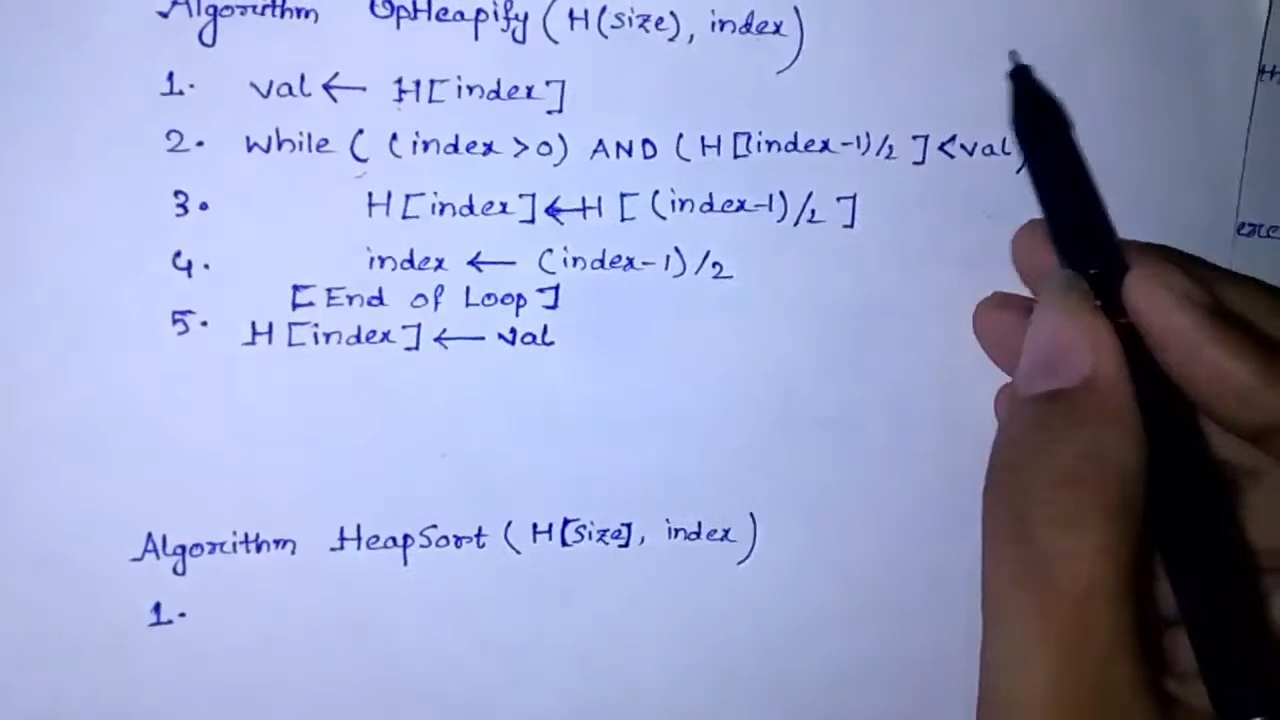 Algorithm UpHeapify (H(size), index)
1. val ← H[index]
2. While ( (index >0) AND (H[(index-1)/2 ] <val)
3. H[index]←H [ (index-1)/2 ]
4. index ← (index-1)/2
[End of Loop]
5. H[index] ← val
Algorithm HeapSort ( H[size], index )
1.